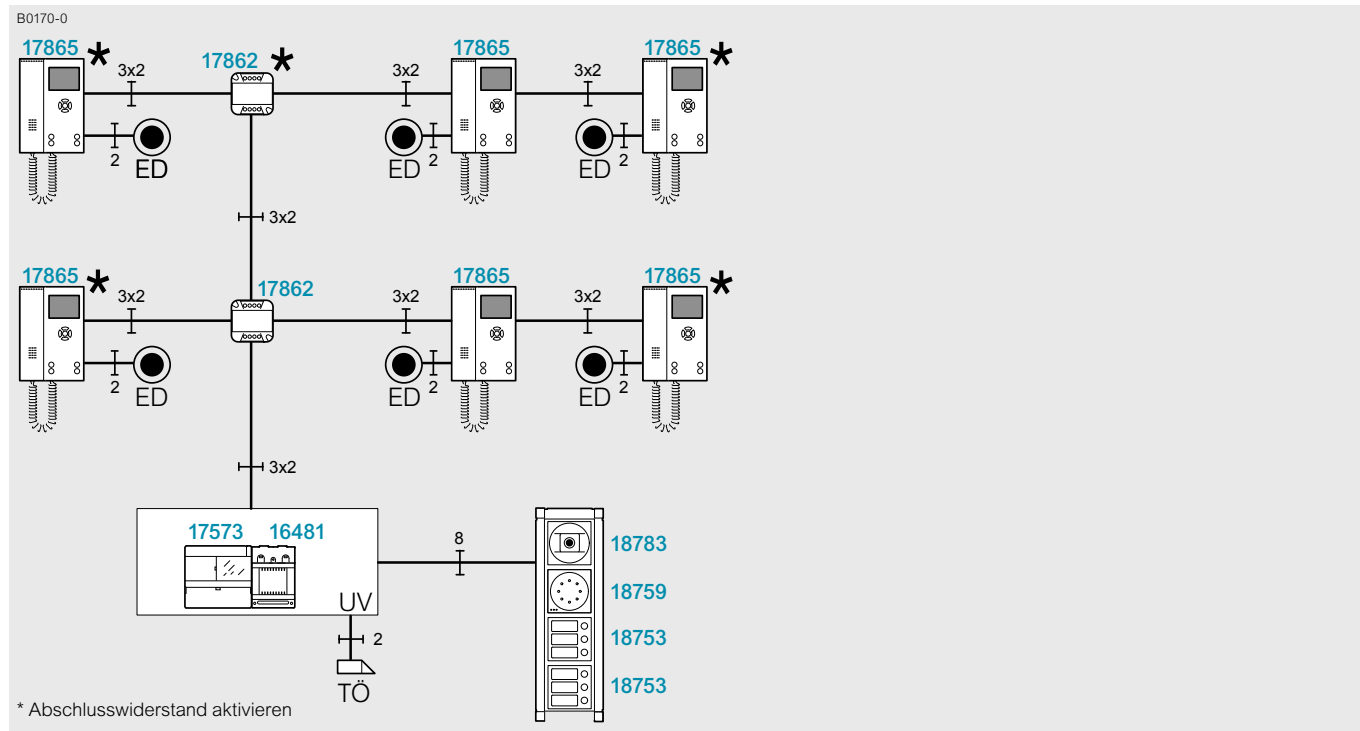 B0170-0
17865 * 17862 * 17865 17865 *
3x2 3x2 3x2
2 ED ED 2 ED 2
3x2
17865 * 17862 17865 17865 *
3x2 3x2 3x2
2 ED ED 2 ED 2
3x2
17573 16481
8
18783
18759
UV
2
18753
TÖ
18753
* Abschlusswiderstand aktivieren